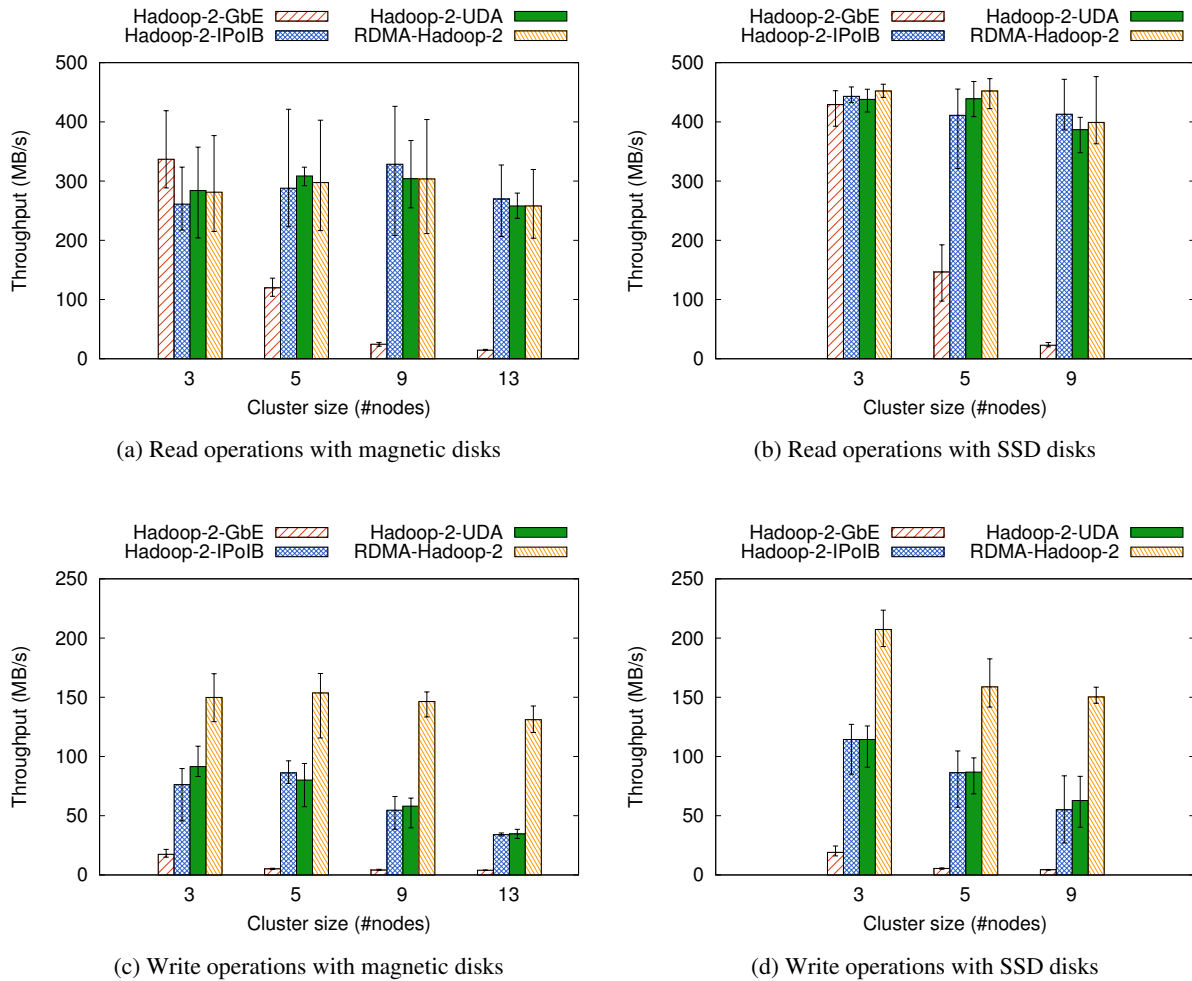 Hadoop-2-GbE
Hadoop-2-IPoIB
Hadoop-2-UDA
RDMA-Hadoop-2
500
400
300
200
100
0
Throughput (MB/s)
3 5 9 13
Cluster size (#nodes)
(a) Read operations with magnetic disks
Hadoop-2-GbE
Hadoop-2-IPoIB
Hadoop-2-UDA
RDMA-Hadoop-2
500
400
300
200
100
0
Throughput (MB/s)
3 5 9
Cluster size (#nodes)
(b) Read operations with SSD disks
Hadoop-2-GbE
Hadoop-2-IPoIB
Hadoop-2-UDA
RDMA-Hadoop-2
250
200
150
100
50
0
Throughput (MB/s)
3 5 9 13
Cluster size (#nodes)
(c) Write operations with magnetic disks
Hadoop-2-GbE
Hadoop-2-IPoIB
Hadoop-2-UDA
RDMA-Hadoop-2
250
200
150
100
50
0
Throughput (MB/s)
3 5 9
Cluster size (#nodes)
(d) Write operations with SSD disks